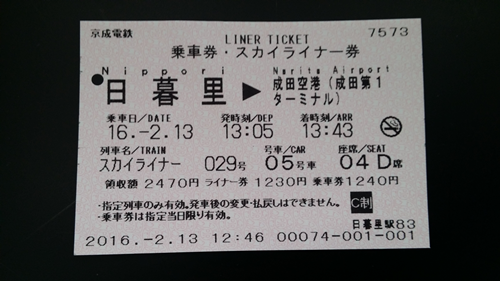 京成電鉄 LINER TICKET 7573
乗車券・スカイライナー券
Nippori Narita Airport
日暮里 ▶ 成田空港(成田第1
ターミナル)
乗車日/DATE 発時刻/DEP 着時刻/ARR
16.-2.13 13:05 13:43
列車名/TRAIN 号車/CAR 座席/SEAT
スカイライナー 029号 05号車 04D席
領収額 2470円 ライナー券 1230円 乗車券 1240円
・指定列車のみ有効。発車後の変更・払戻しはできません。
・乗車券は指定当日限り有効。
C制
日暮里駅83
2016.-2.13 12:46 00074-001-001